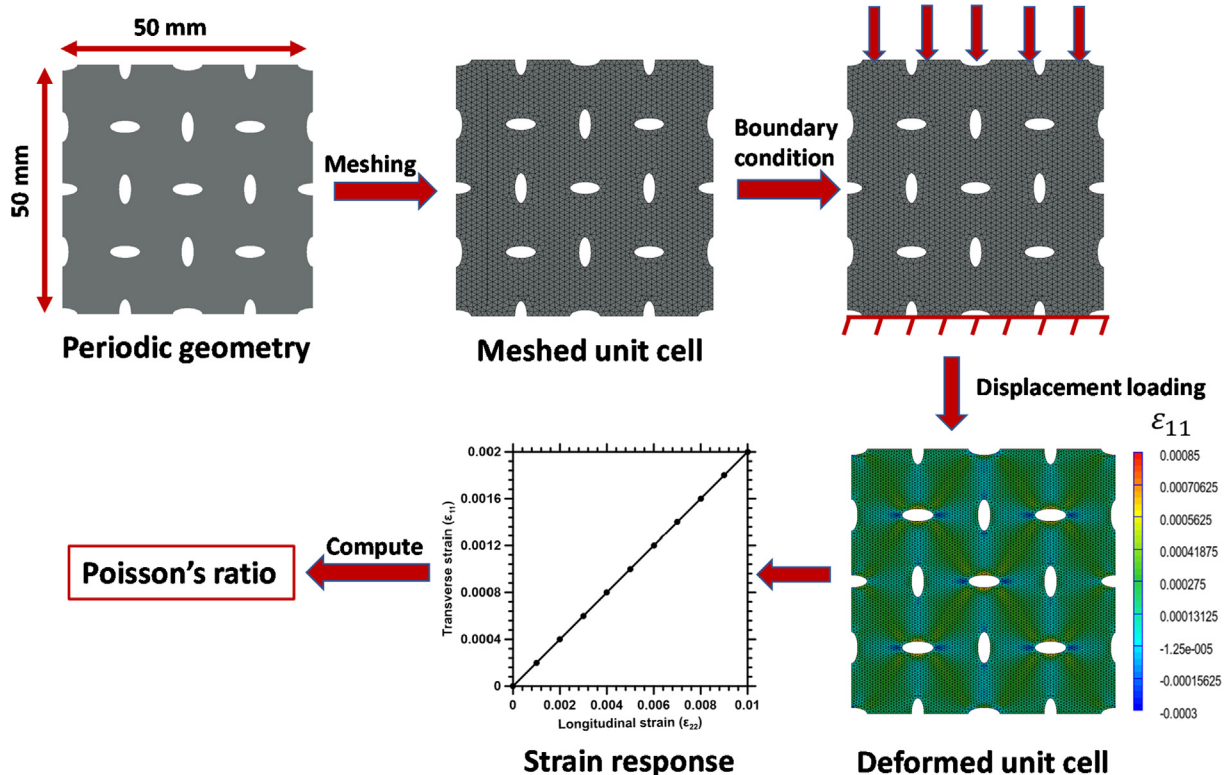 50 mm
50 mm
Periodic geometry
Meshing
Meshed unit cell
Boundary
condition
Displacement loading
ε11
0.00085
0.00070625
0.0005625
0.00041875
0.000275
0.00013125
-1.25e-005
-0.00015625
-0.0003
Deformed unit cell
0.002
0.0016
0.0012
0.0008
0.0004
0
Transverse strain (ε11)
0 0.002 0.004 0.006 0.008 0.01
Longitudinal strain (ε22)
Strain response
Compute
Poisson's ratio